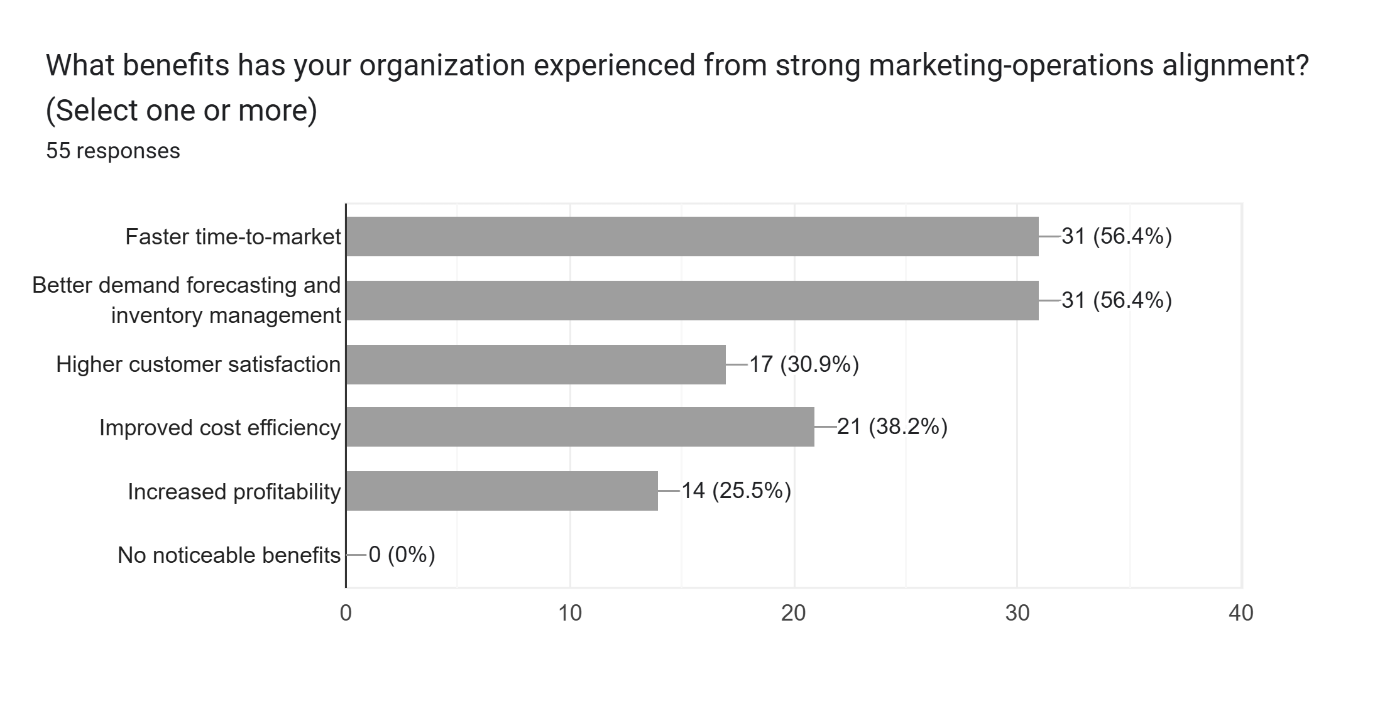 What benefits has your organization experienced from strong marketing-operations alignment?
(Select one or more)
55 responses
Faster time-to-market
31 (56.4%)
Better demand forecasting and
inventory management
31 (56.4%)
Higher customer satisfaction
17 (30.9%)
Improved cost efficiency
21 (38.2%)
Increased profitability
14 (25.5%)
No noticeable benefits
0 (0%)
0 10 20 30 40